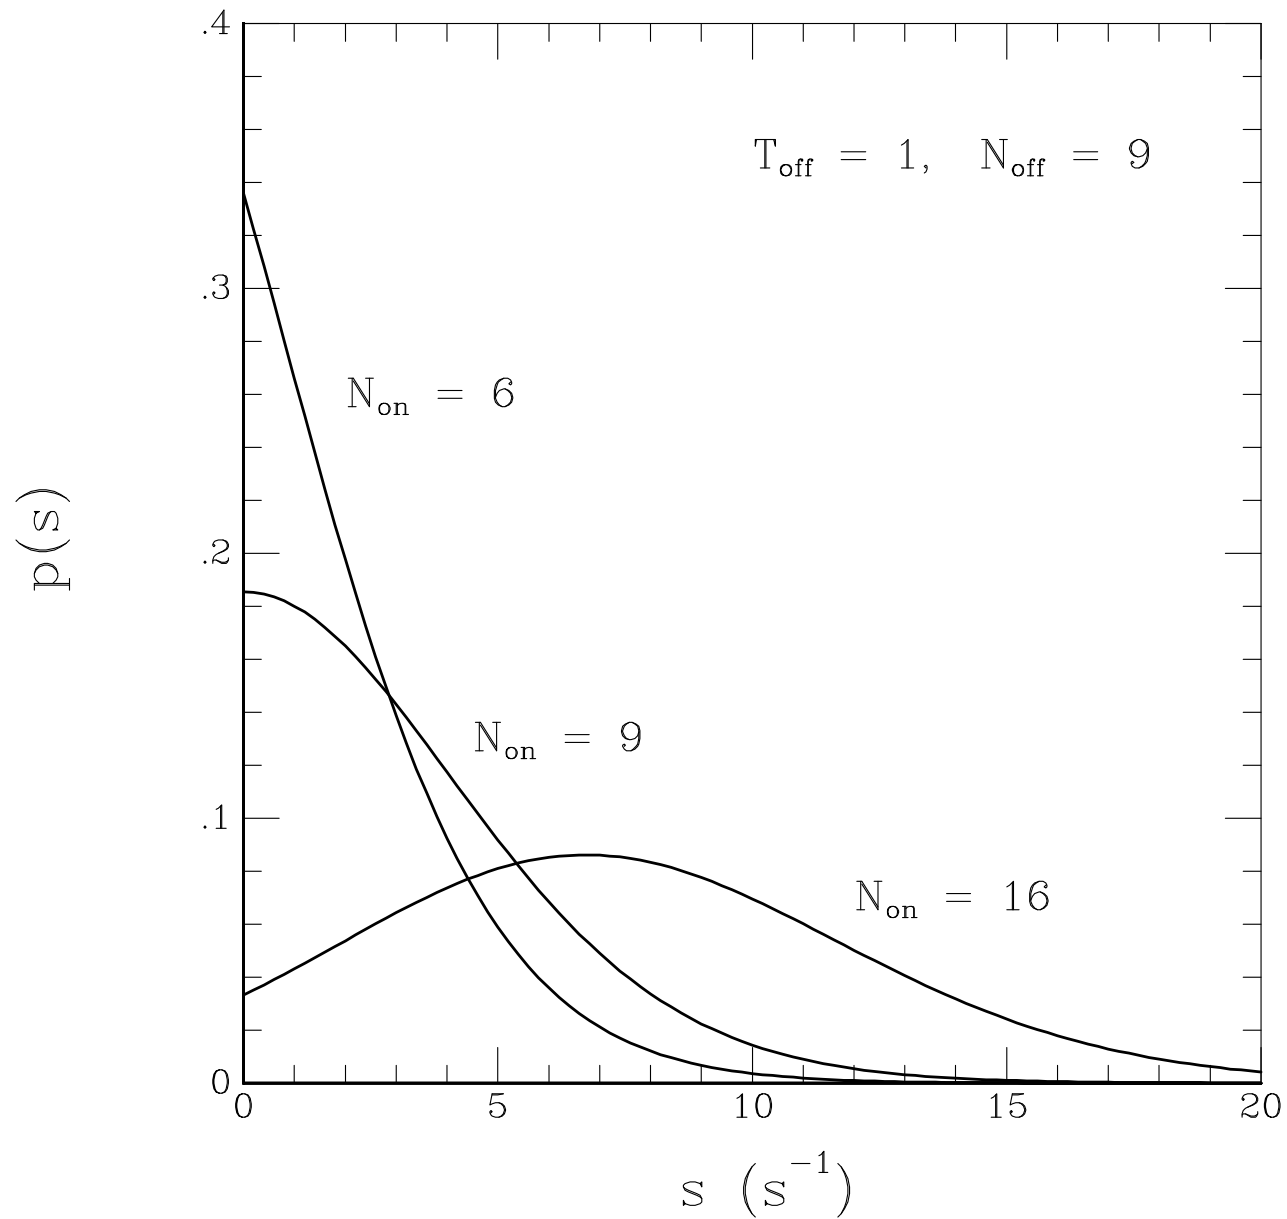 .4
T_off = 1, N_off = 9
.3
N_on = 6
p(s)
.2
N_on = 9
.1
N_on = 16
0
0 5 10 15 20
s (s^-1)